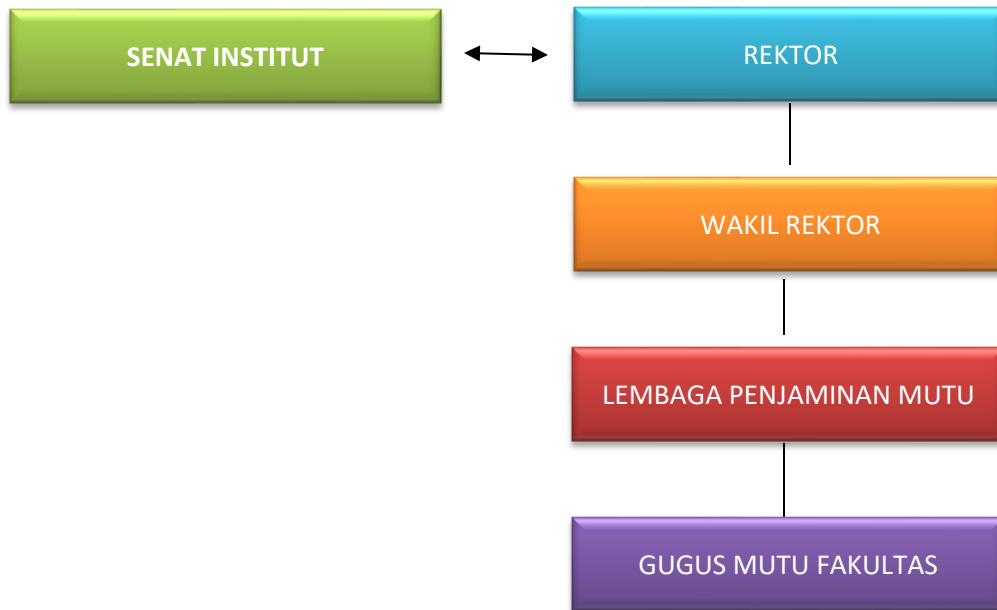 SENAT INSTITUT
REKTOR
WAKIL REKTOR
LEMBAGA PENJAMINAN MUTU
GUGUS MUTU FAKULTAS